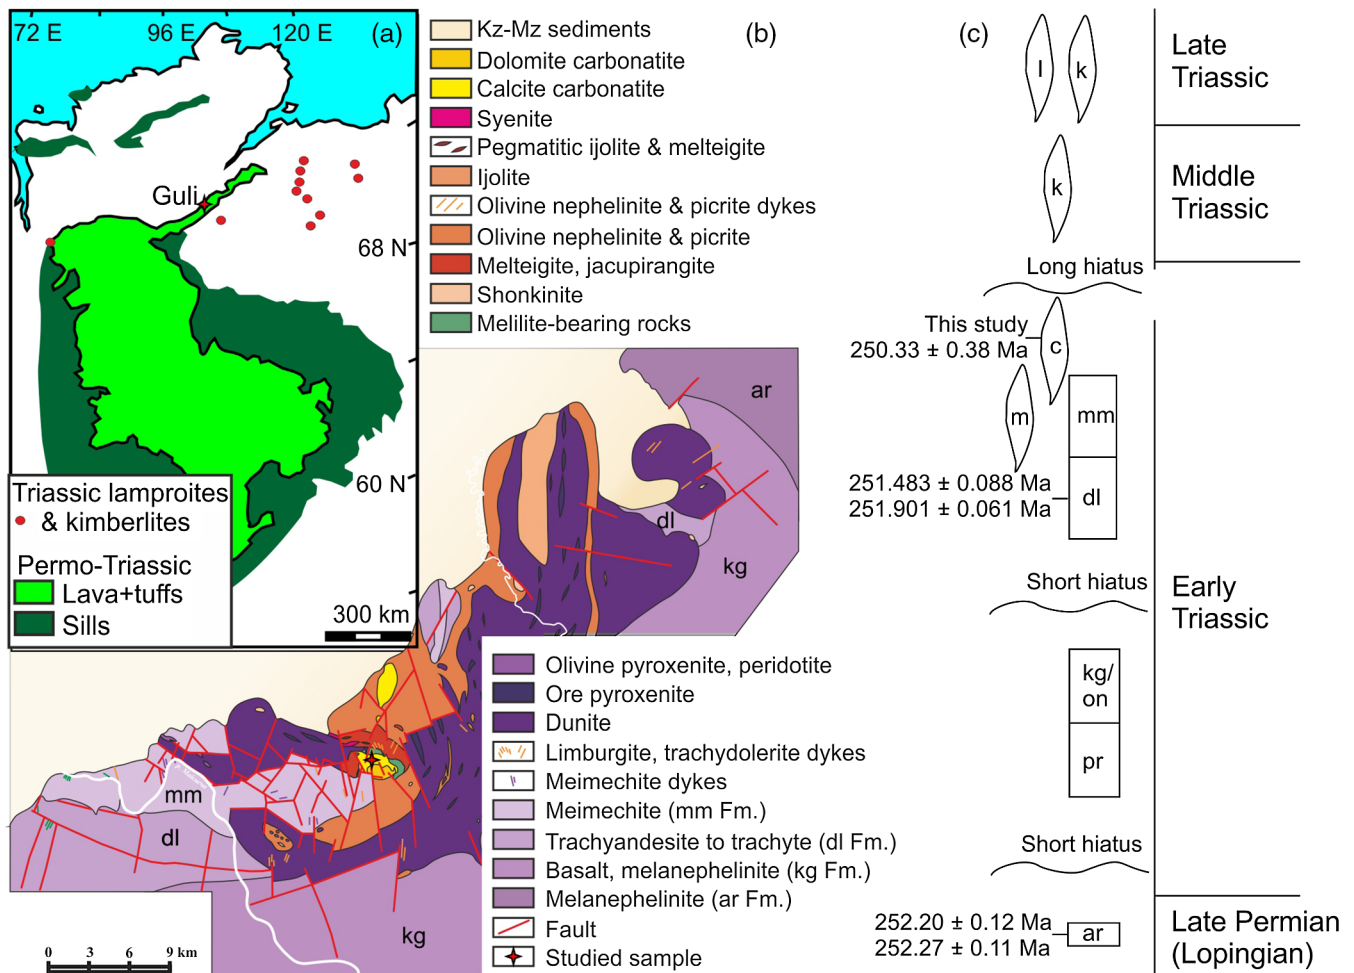 72 E
96 E
120 E
(a)
Guli
68 N
60 N
Triassic lamproites
& kimberlites
Permo-Triassic
Lava+tuffs
Sills
300 km
(b)
Kz-Mz sediments
Dolomite carbonatite
Calcite carbonatite
Syenite
Pegmatitic ijolite & melteigite
Ijolite
Olivine nephelinite & picrite dykes
Olivine nephelinite & picrite
Melteigite, jacupirangite
Shonkinite
Melilite-bearing rocks
ar
dl
kg
mm
dl
kg
0 3 6 9 km
Olivine pyroxenite, peridotite
Ore pyroxenite
Dunite
Limburgite, trachydolerite dykes
Meimechite dykes
Meimechite (mm Fm.)
Trachyandesite to trachyte (dl Fm.)
Basalt, melanephelinite (kg Fm.)
Melanephelinite (ar Fm.)
Fault
Studied sample
(c)
l
k
Late
Triassic
k
Middle
Triassic
Long hiatus
This study
250.33 ± 0.38 Ma
c
m
mm
251.483 ± 0.088 Ma
251.901 ± 0.061 Ma
dl
Short hiatus
Early
Triassic
kg/
on
pr
Short hiatus
252.20 ± 0.12 Ma
252.27 ± 0.11 Ma
ar
Late Permian
(Lopingian)